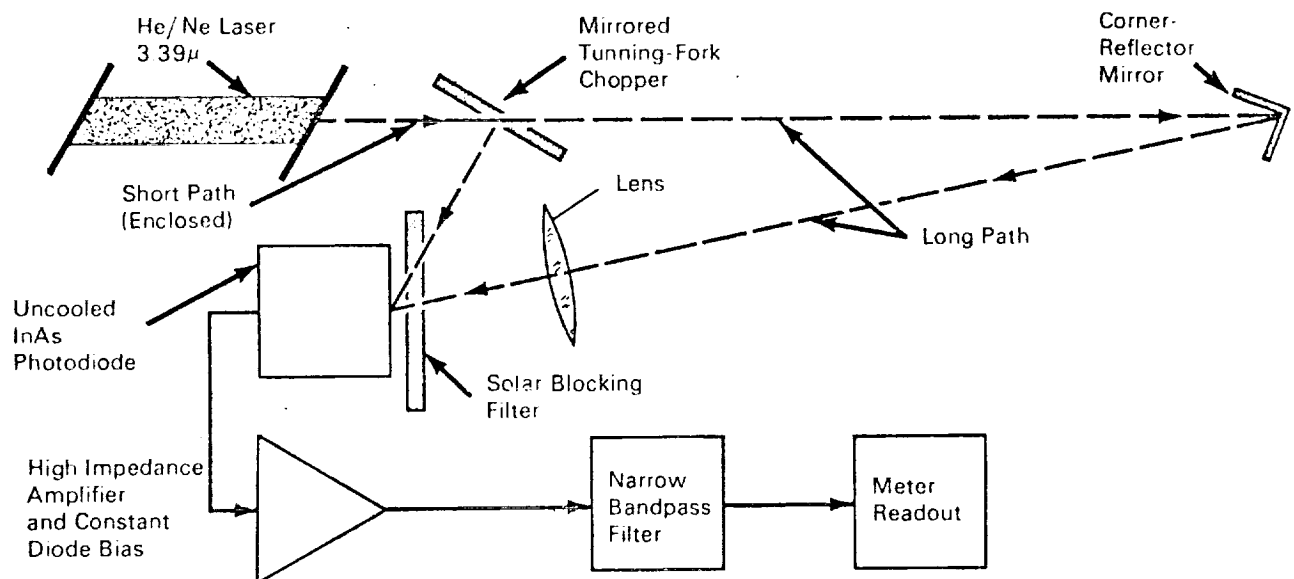 He/Ne Laser
3 39μ
Mirrored
Tunning-Fork
Chopper
Corner-
Reflector
Mirror
Short Path
(Enclosed)
Lens
Long Path
Uncooled
InAs
Photodiode
Solar Blocking
Filter
High Impedance
Amplifier
and Constant
Diode Bias
Narrow
Bandpass
Filter
Meter
Readout